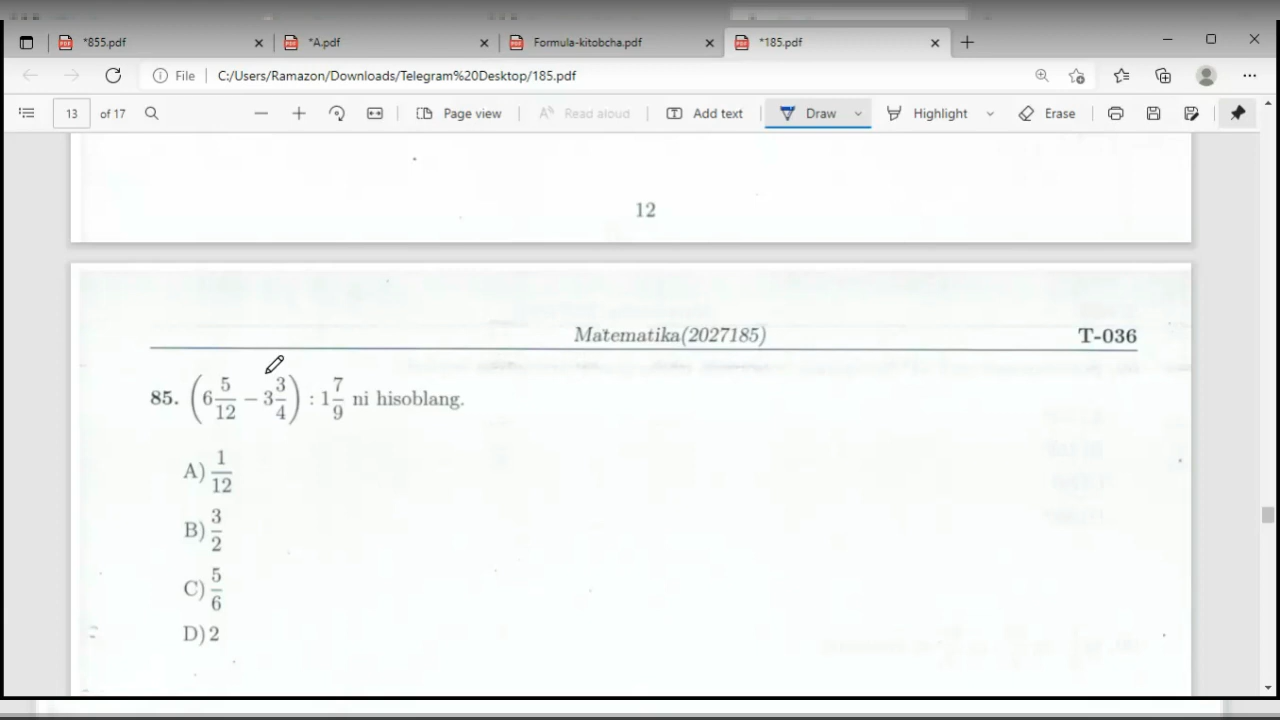 *855.pdf
*A.pdf
Formula-kitobcha.pdf
*185.pdf
File
C:/Users/Ramazon/Downloads/Telegram%20Desktop/185.pdf
13 of 17
Page view
Read aloud
Add text
Draw
Highlight
Erase
12
Matematika(2027185)
T-036
85. (6 5/12 − 3 3/4) : 1 7/9 ni hisoblang.
A) 1/12
B) 3/2
C) 5/6
D) 2